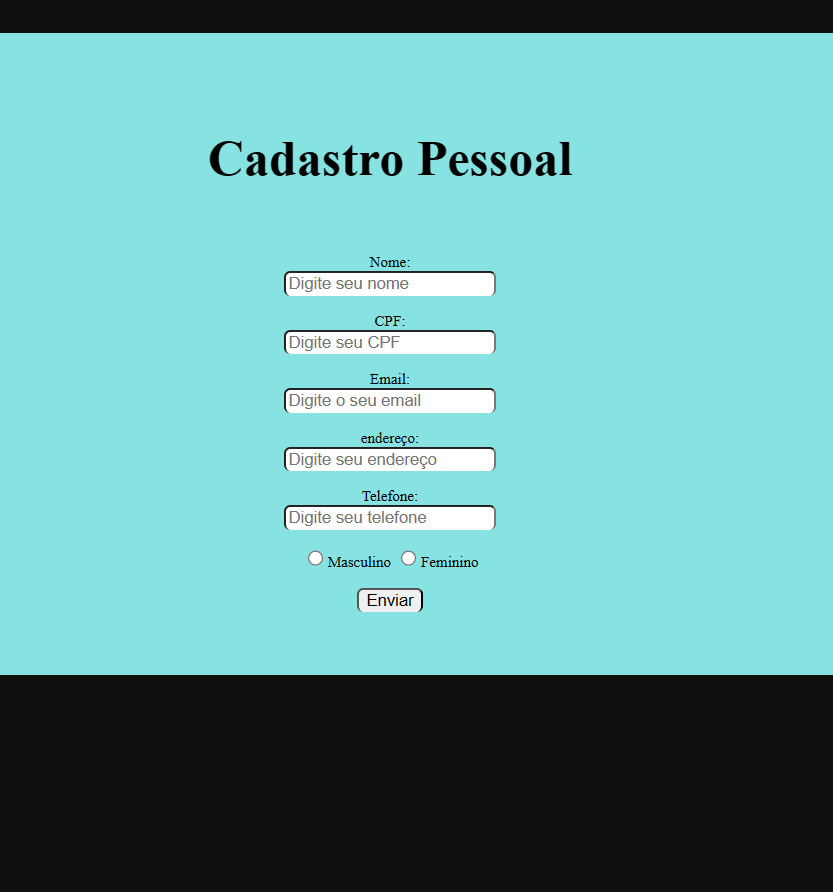 Cadastro Pessoal
Nome:
Digite seu nome
CPF:
Digite seu CPF
Email:
Digite o seu email
endereço:
Digite seu endereço
Telefone:
Digite seu telefone
Masculino Feminino
Enviar